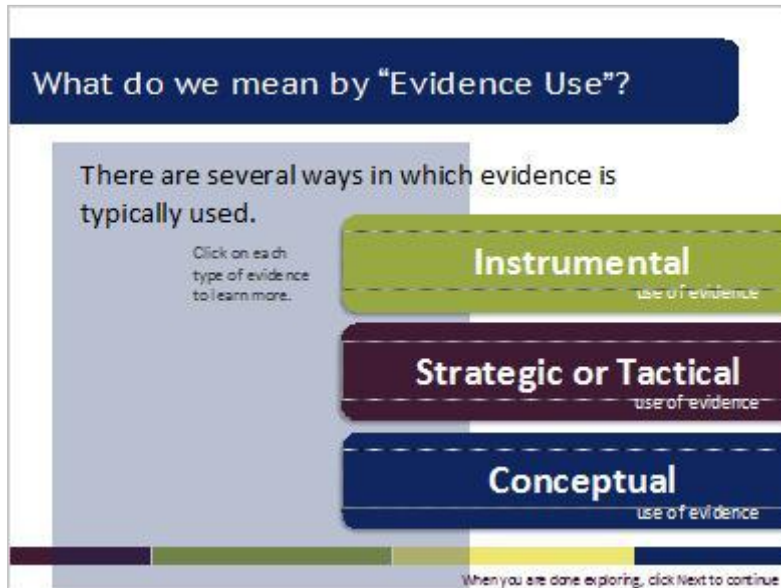 What do we mean by “Evidence Use”?
There are several ways in which evidence is
typically used.
Click on each
type of evidence
to learn more.
Instrumental
use of evidence
Strategic or Tactical
use of evidence
Conceptual
use of evidence
When you are done exploring, click Next to continue